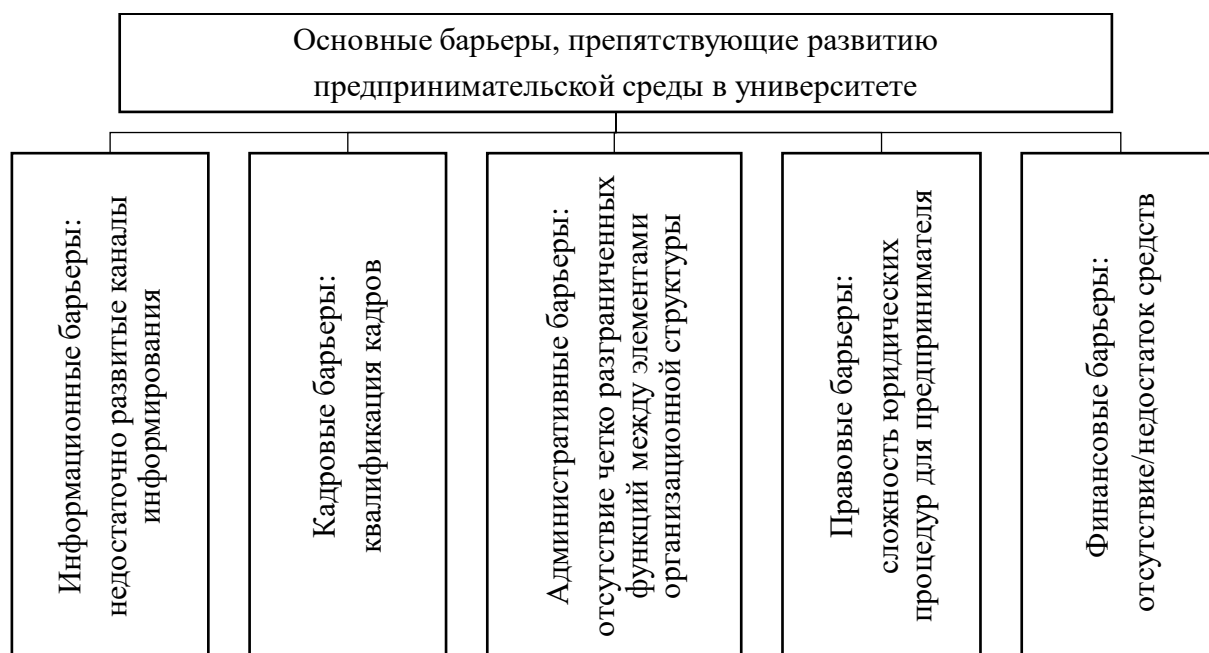 Основные барьеры, препятствующие развитию
предпринимательской среды в университете
Информационные барьеры:
недостаточно развитые каналы
информирования
Кадровые барьеры:
квалификация кадров
Административные барьеры:
отсутствие четко разграниченных
функций между элементами
организационной структуры
Правовые барьеры:
сложность юридических
процедур для предпринимателя
Финансовые барьеры:
отсутствие/недостаток средств